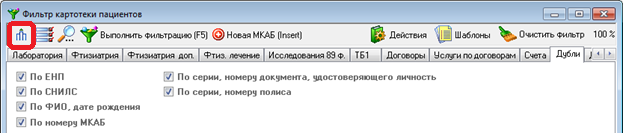 Фильтр картотеки пациентов
Выполнить фильтрацию (F5) Новая МКАБ (Insert) Действия Шаблоны Очистить фильтр 100 %
Лаборатория Фтизиатрия Фтизиатрия доп. Фтиз. лечение Исследования 89 ф. ТБ1 Договоры Услуги по договорам Счета Дубли
По ЕНП По серии, номеру документа, удостоверяющего личность
По СНИЛС По серии, номеру полиса
По ФИО, дате рождения
По номеру МКАБ